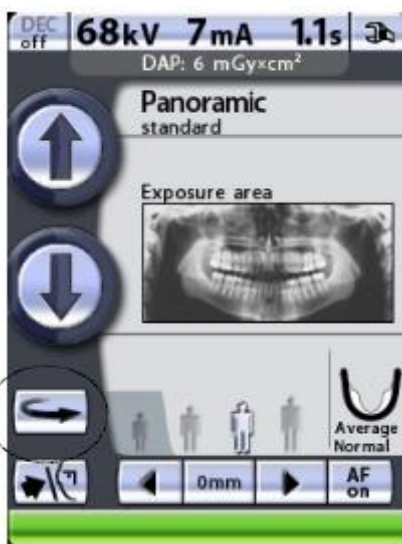 DEC
off
68kV 7mA 1.1s
DAP: 6 mGy×cm²
Panoramic
standard
Exposure area
Average
Normal
0mm
AF
on